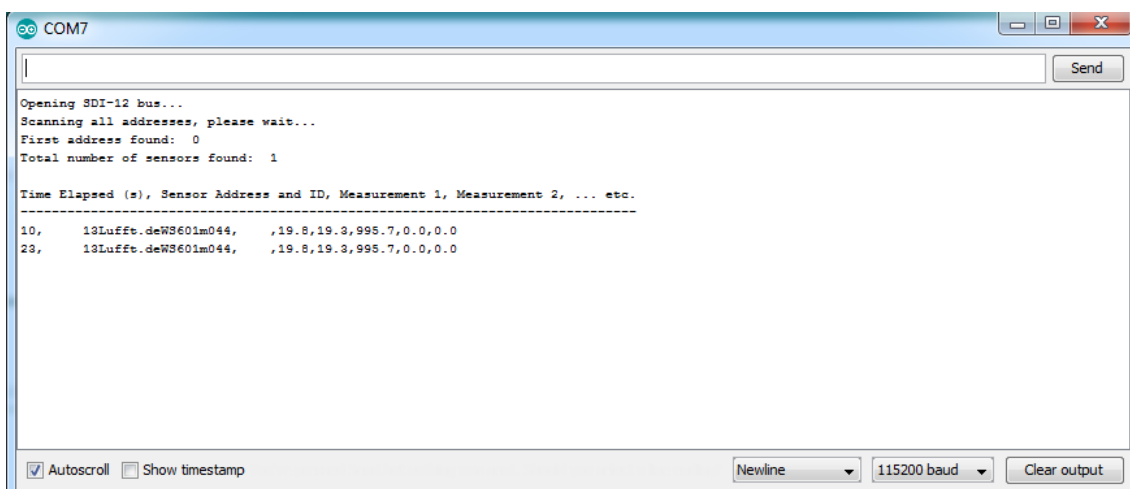 COM7
Send
Opening SDI-12 bus...
Scanning all addresses, please wait...
First address found:  0
Total number of sensors found:  1
Time Elapsed (s), Sensor Address and ID, Measurement 1, Measurement 2, ... etc.
-------------------------------------------------------------------------------
10,     13Lufft.deWS601m044,    ,19.8,19.3,995.7,0.0,0.0
23,     13Lufft.deWS601m044,    ,19.8,19.3,995.7,0.0,0.0
Autoscroll Show timestamp Newline 115200 baud Clear output